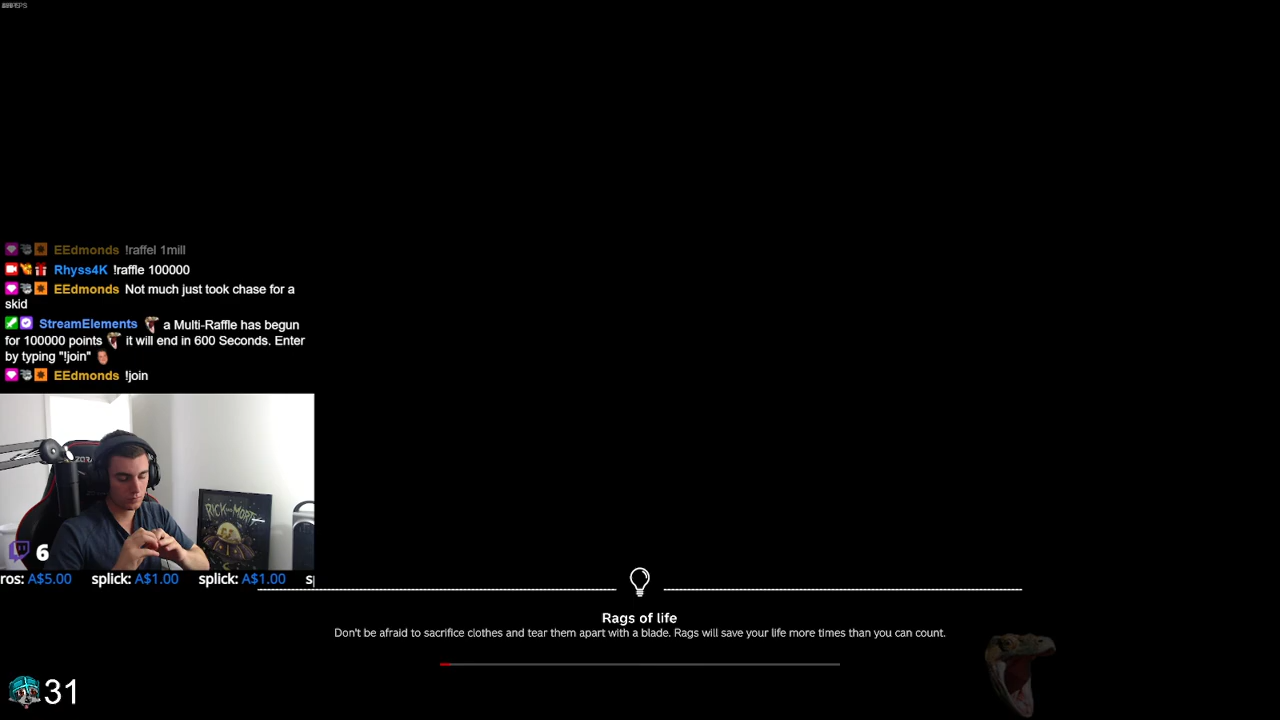 EEdmonds !raffel 1mill
Rhyss4K !raffle 100000
EEdmonds Not much just took chase for a
skid
StreamElements a Multi-Raffle has begun
for 100000 points it will end in 600 Seconds. Enter
by typing "!join"
EEdmonds !join
RICK AND MORTY
6
ros: A$5.00 splick: A$1.00 splick: A$1.00 s
Rags of life
Don't be afraid to sacrifice clothes and tear them apart with a blade. Rags will save your life more times than you can count.
31